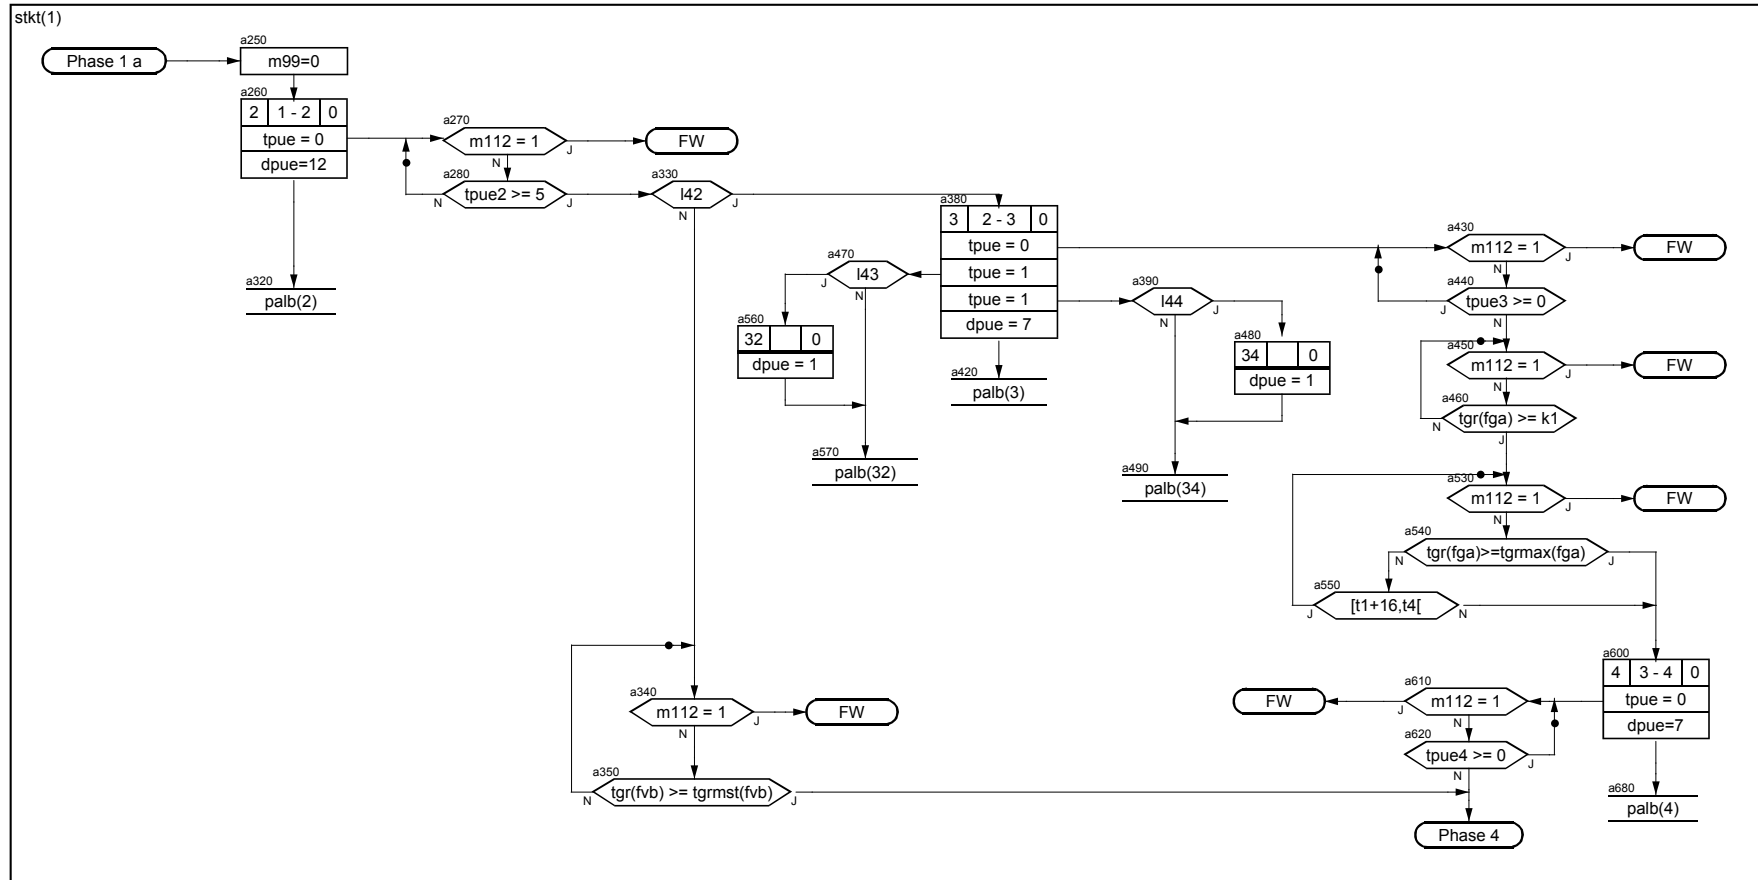 stkt(1)
Phase 1 a
a250
m99=0
a260
2 1 - 2 0
tpue = 0
dpue=12
a320
palb(2)
a270
m112 = 1
N
J
FW
a280
tpue2 >= 5
N
J
a330
l42
N
J
a380
3 2 - 3 0
tpue = 0
tpue = 1
tpue = 1
dpue = 7
a420
palb(3)
a470
l43
J
N
a560
32 0
dpue = 1
a570
palb(32)
a390
l44
N
J
a480
34 0
dpue = 1
a490
palb(34)
a430
m112 = 1
N
J
FW
a440
tpue3 >= 0
J
N
a450
m112 = 1
N
J
FW
a460
tgr(fga) >= k1
N
J
a530
m112 = 1
N
J
FW
a540
tgr(fga)>=tgrmax(fga)
N
J
a550
[t1+16,t4[
J
N
a600
4 3 - 4 0
tpue = 0
dpue=7
a680
palb(4)
a610
m112 = 1
J
N
FW
a620
tpue4 >= 0
N
J
a340
m112 = 1
N
J
FW
a350
tgr(fvb) >= tgrmst(fvb)
N
J
Phase 4